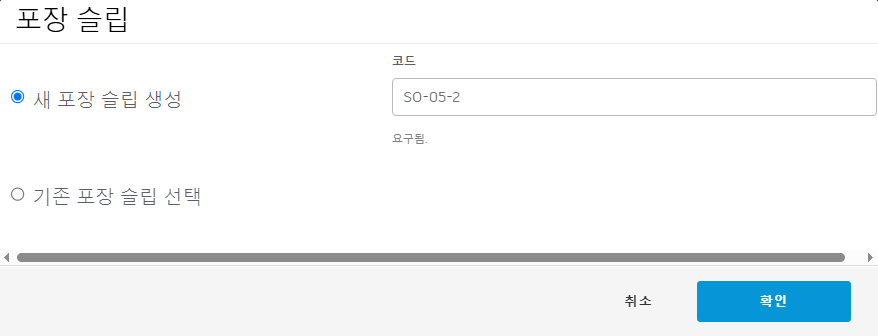 포장 슬립
코드
새 포장 슬립 생성
SO-05-2
요구됨.
기존 포장 슬립 선택
취소
확인